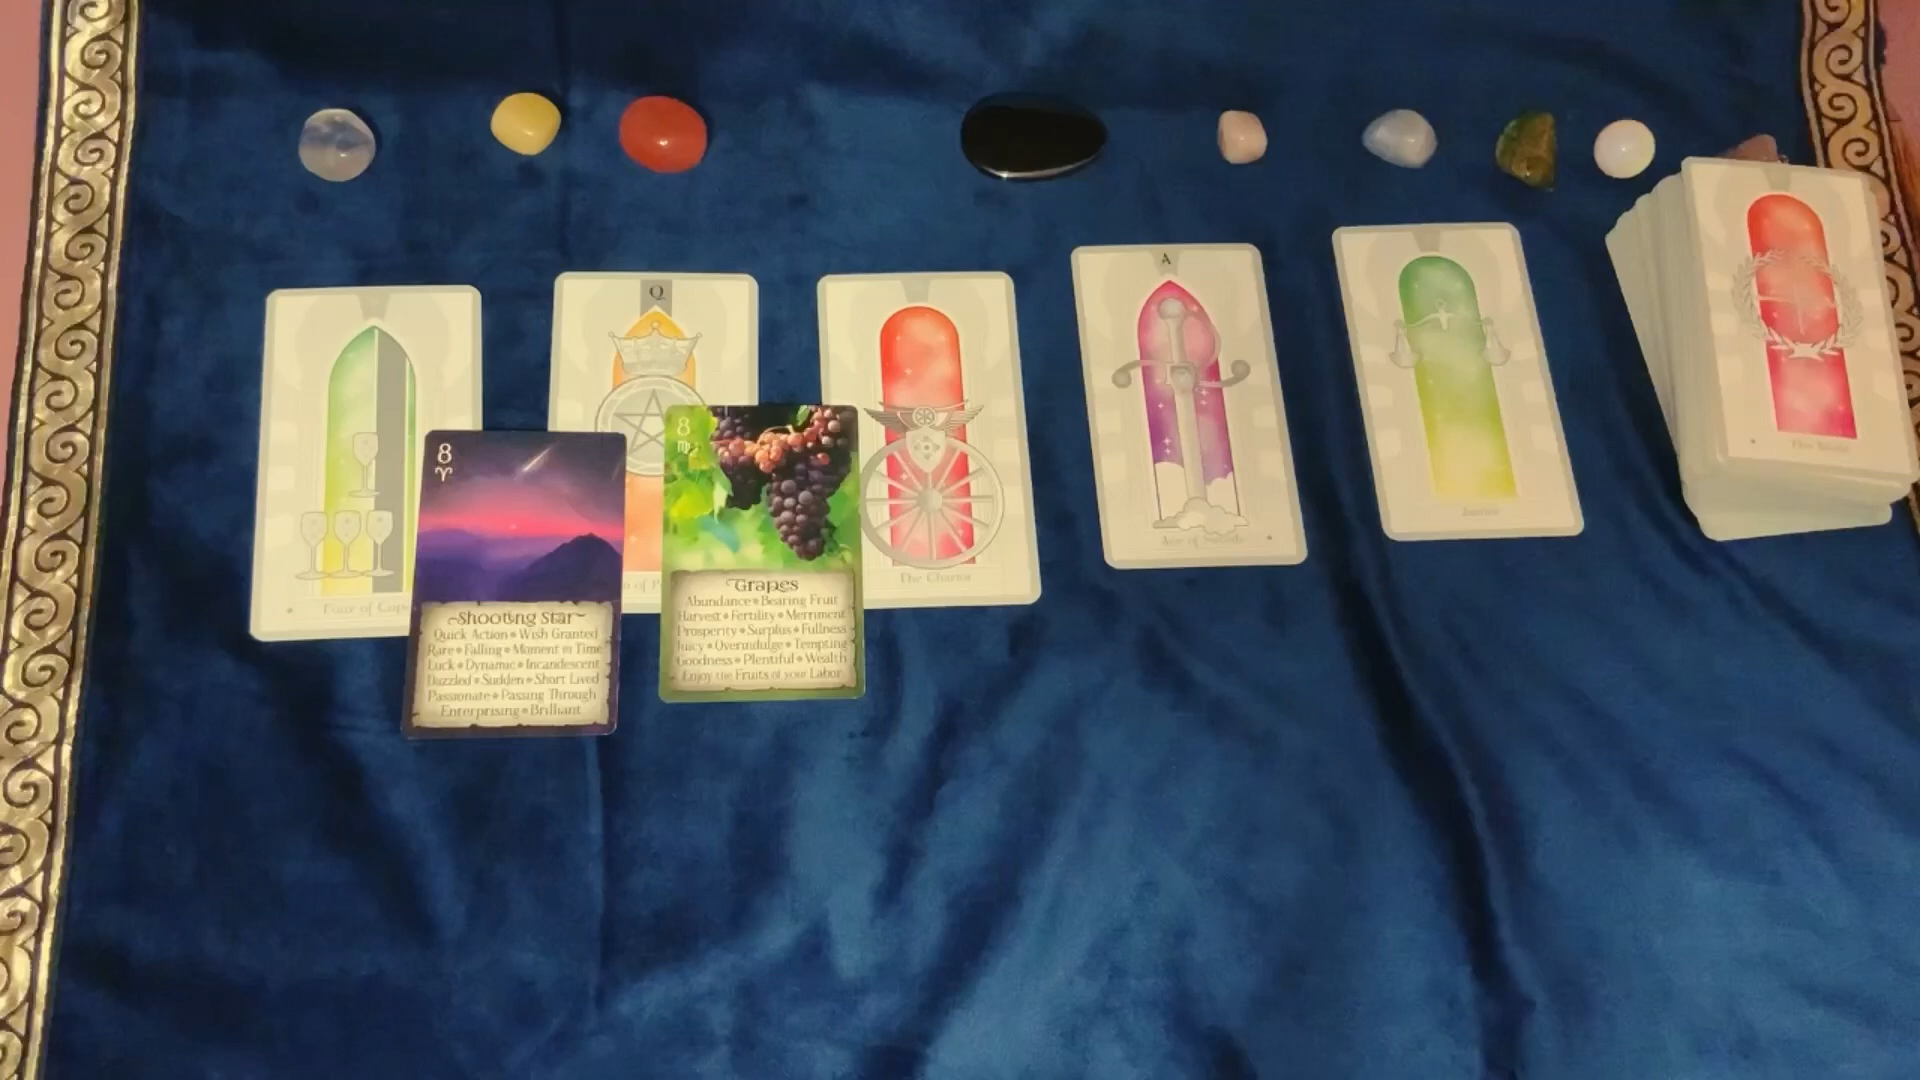 Q
A
8
8
Four of Cups
of P
The Chariot
Ace of Swords
Justice
~Shooting Star~
Quick Action • Wish Granted
Rare • Falling • Moment in Time
Luck • Dynamic • Incandescent
Dazzled • Sudden • Short Lived
Passionate • Passing Through
Enterprising • Brilliant
~Grapes
Abundance • Bearing Fruit
Harvest • Fertility • Merriment
Prosperity • Surplus • Fullness
Juicy • Overindulge • Tempting
Goodness • Plentiful • Wealth
Enjoy the Fruits of your Labor